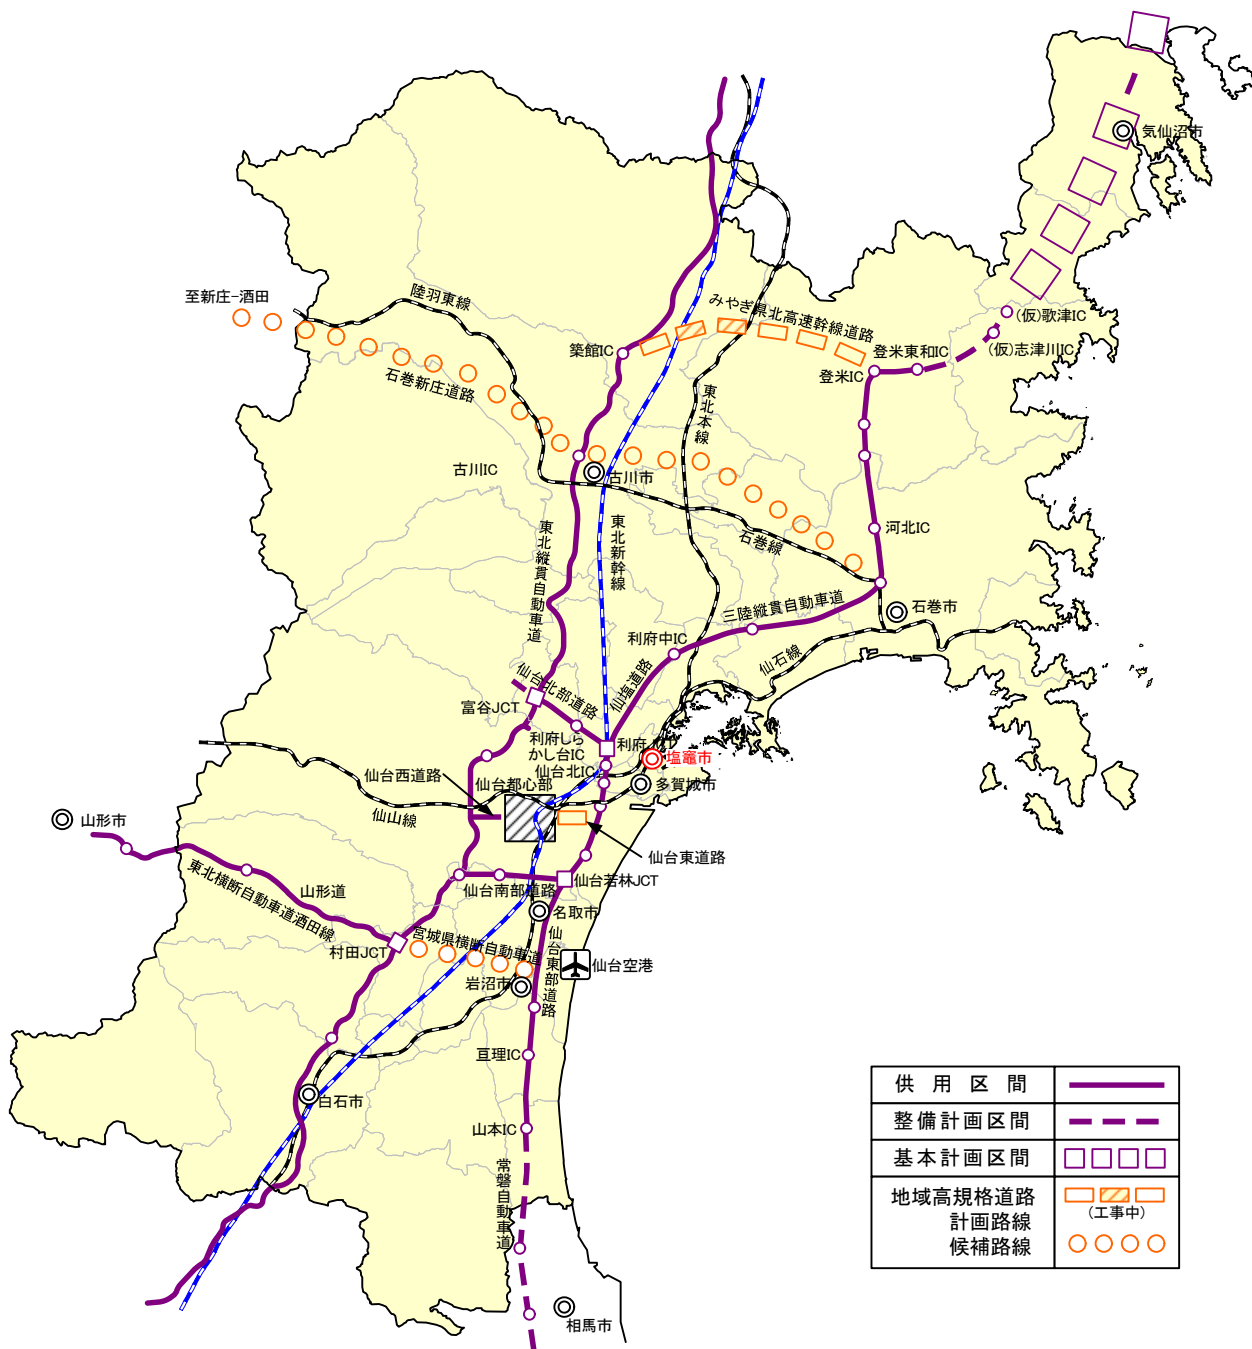 気仙沼市
至新庄-酒田
陸羽東線
みやぎ県北高速幹線道路
(仮)歌津IC
(仮)志津川IC
登米東和IC
登米IC
築館IC
石巻新庄道路
東北本線
古川IC
古川市
河北IC
石巻線
東北縦貫自動車道
東北新幹線
三陸縦貫自動車道
石巻市
利府中IC
仙石線
仙塩道路
仙台北部道路
富谷JCT
利府しら
かし台IC
利府JCT
塩竈市
仙台北IC
多賀城市
仙台西道路
仙台都心部
仙山線
山形市
仙台東道路
東北横断自動車道酒田線
山形道
仙台南部道路
仙台若林JCT
名取市
村田JCT
宮城県横断自動車道
仙台東部道路
仙台空港
岩沼市
亘理IC
白石市
山本IC
常磐自動車道
相馬市
供用区間
整備計画区間
基本計画区間
地域高規格道路
(工事中)
計画路線
候補路線